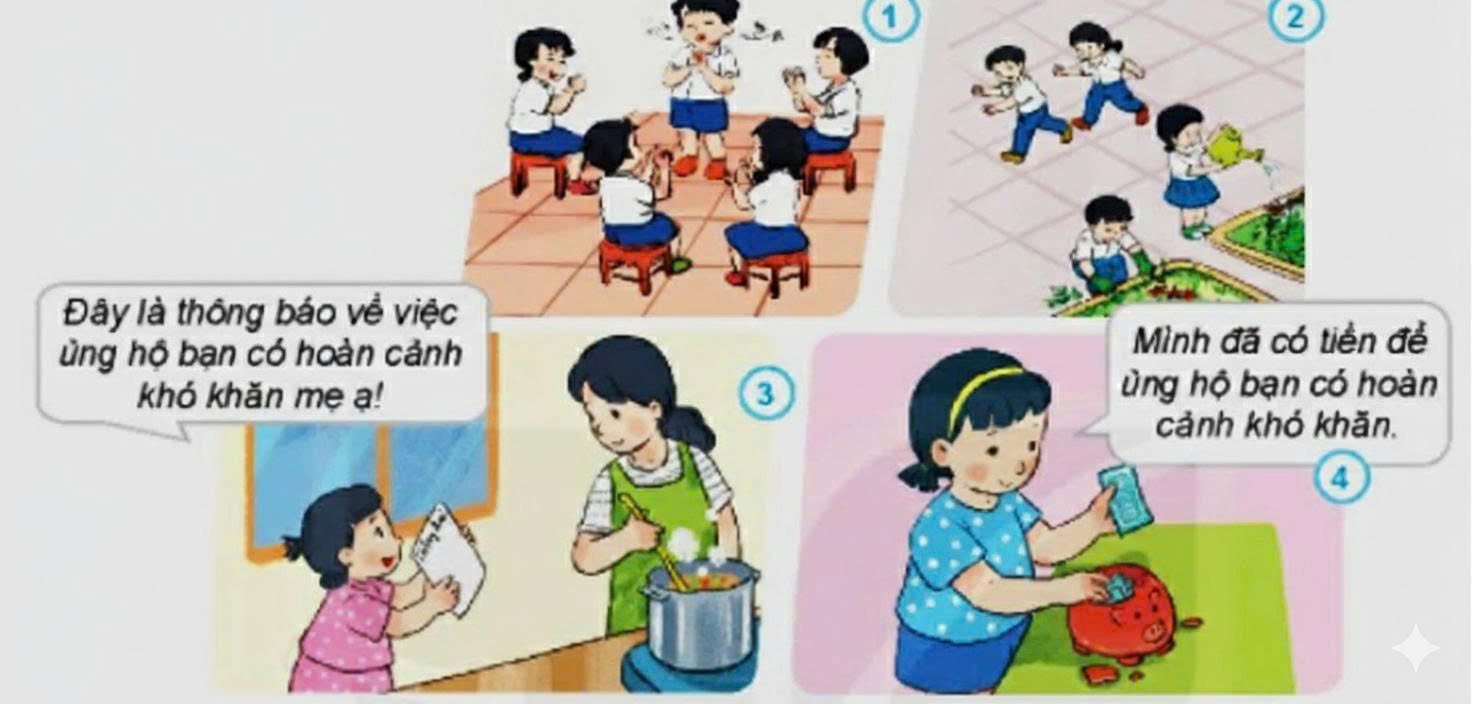 1
2
Đây là thông báo về việc
ủng hộ bạn có hoàn cảnh
khó khăn mẹ ạ!
3
Mình đã có tiền để
ủng hộ bạn có hoàn
cảnh khó khăn.
4